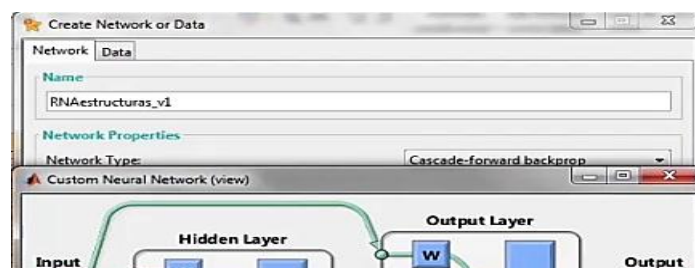 Create Network or Data
Network Data
Name
RNAestructuras_v1
Network Properties
Network Type: Cascade-forward backprop
Custom Neural Network (view)
Output Layer
Hidden Layer
Input W Output